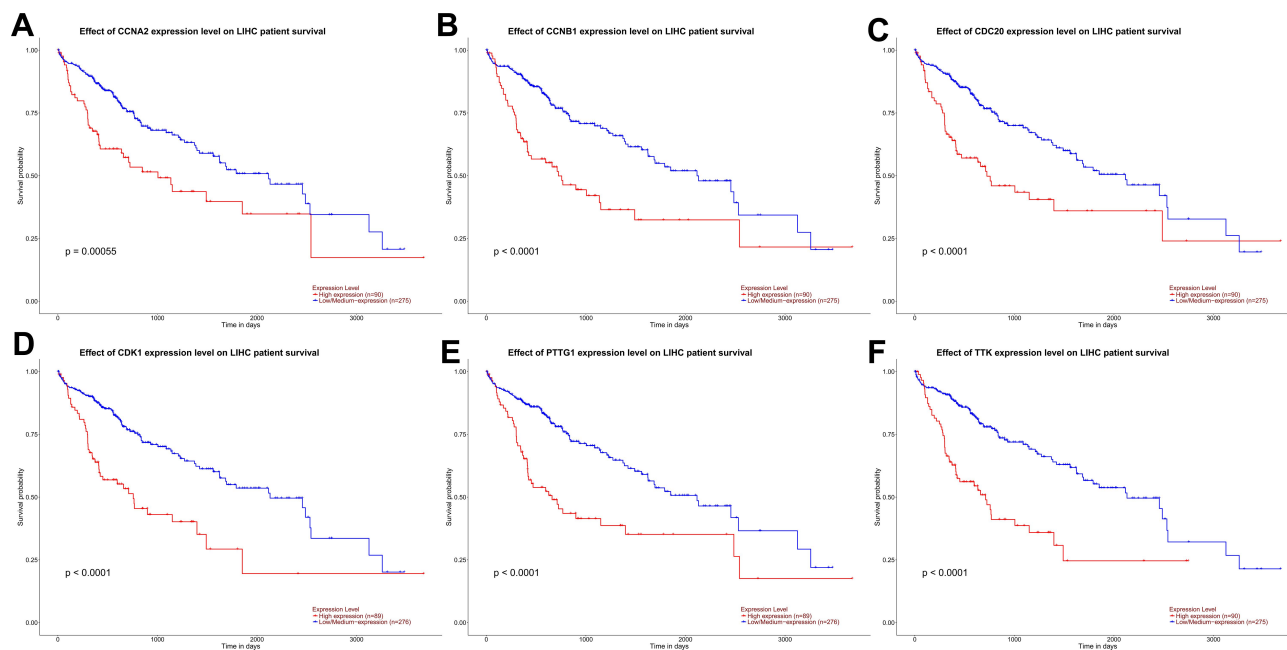 A
Effect of CCNA2 expression level on LIHC patient survival
1.00
0.75
0.50
0.25
0.00
Survival probability
p = 0.00055
Expression Level
High expression (n=90)
Low/Medium-expression (n=275)
0 1000 2000 3000
Time in days
B
Effect of CCNB1 expression level on LIHC patient survival
1.00
0.75
0.50
0.25
0.00
Survival probability
p < 0.0001
Expression Level
High expression (n=90)
Low/Medium-expression (n=275)
0 1000 2000 3000
Time in days
C
Effect of CDC20 expression level on LIHC patient survival
1.00
0.75
0.50
0.25
0.00
Survival probability
p < 0.0001
Expression Level
High expression (n=90)
Low/Medium-expression (n=275)
0 1000 2000 3000
Time in days
D
Effect of CDK1 expression level on LIHC patient survival
1.00
0.75
0.50
0.25
0.00
Survival probability
p < 0.0001
Expression Level
High expression (n=89)
Low/Medium-expression (n=276)
0 1000 2000 3000
Time in days
E
Effect of PTTG1 expression level on LIHC patient survival
1.00
0.75
0.50
0.25
0.00
Survival probability
p < 0.0001
Expression Level
High expression (n=89)
Low/Medium-expression (n=276)
0 1000 2000 3000
Time in days
F
Effect of TTK expression level on LIHC patient survival
1.00
0.75
0.50
0.25
0.00
Survival probability
p < 0.0001
Expression Level
High expression (n=90)
Low/Medium-expression (n=275)
0 1000 2000 3000
Time in days